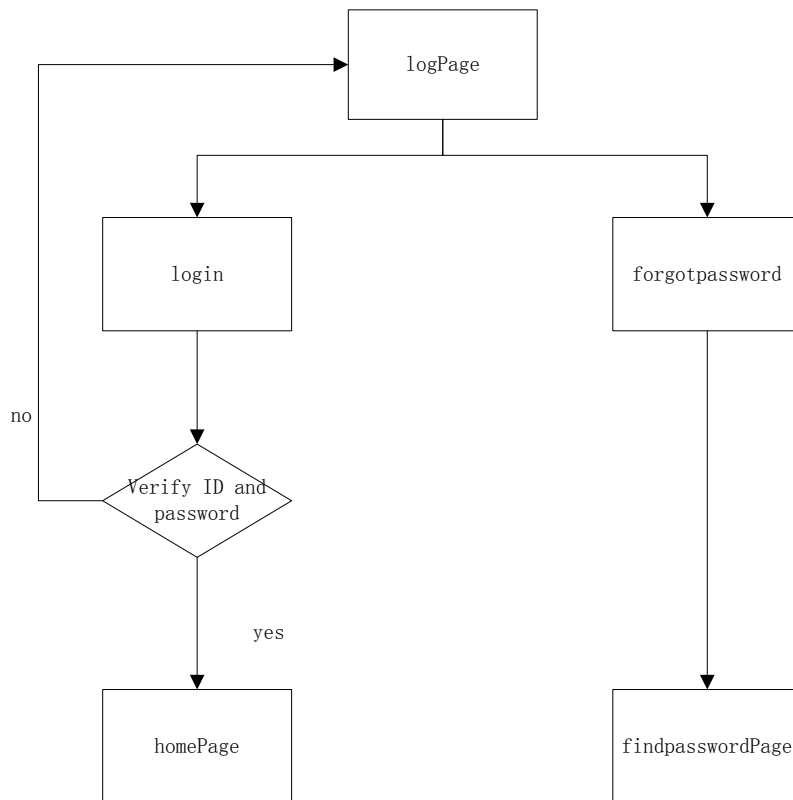 logPage
login
forgotpassword
no
Verify ID and
password
yes
homePage
findpasswordPage